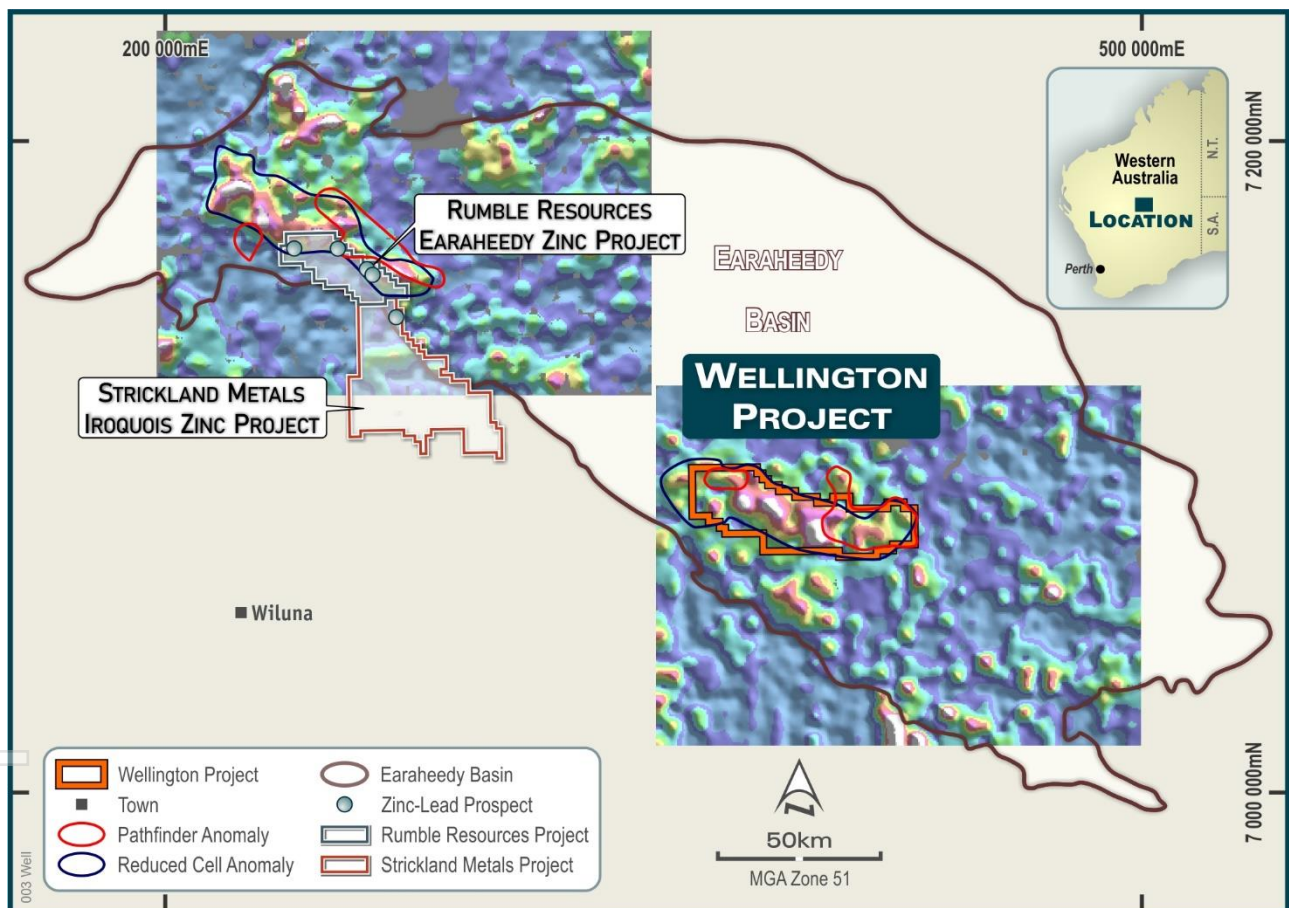 200 000mE
500 000mE
7 200 000mN
Western
Australia
LOCATION
N.T.
S.A.
Perth
RUMBLE RESOURCES
EARAHEEDY ZINC PROJECT
EARAHEEDY
BASIN
STRICKLAND METALS
IROQUOIS ZINC PROJECT
WELLINGTON
PROJECT
Wiluna
Wellington Project
Town
Pathfinder Anomaly
Reduced Cell Anomaly
Earaheedy Basin
Zinc-Lead Prospect
Rumble Resources Project
Strickland Metals Project
N
50km
MGA Zone 51
7 000 000mN
003 Well